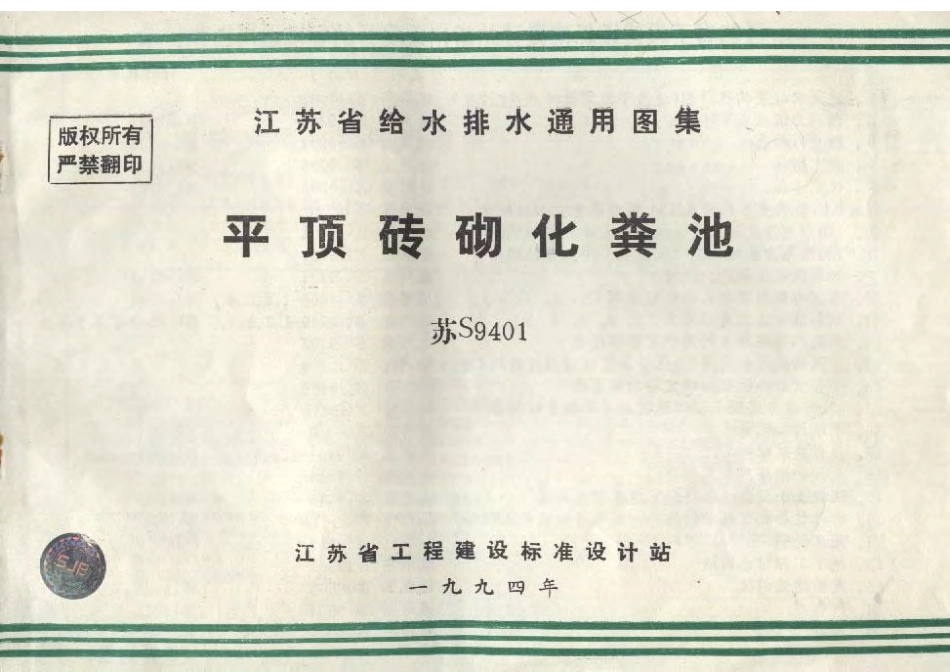 江苏省给水排水通用图集
版权所有
严禁翻印
平顶砖砌化粪池
苏S9401
SJB
江苏省工程建设标准设计站
一九九四年